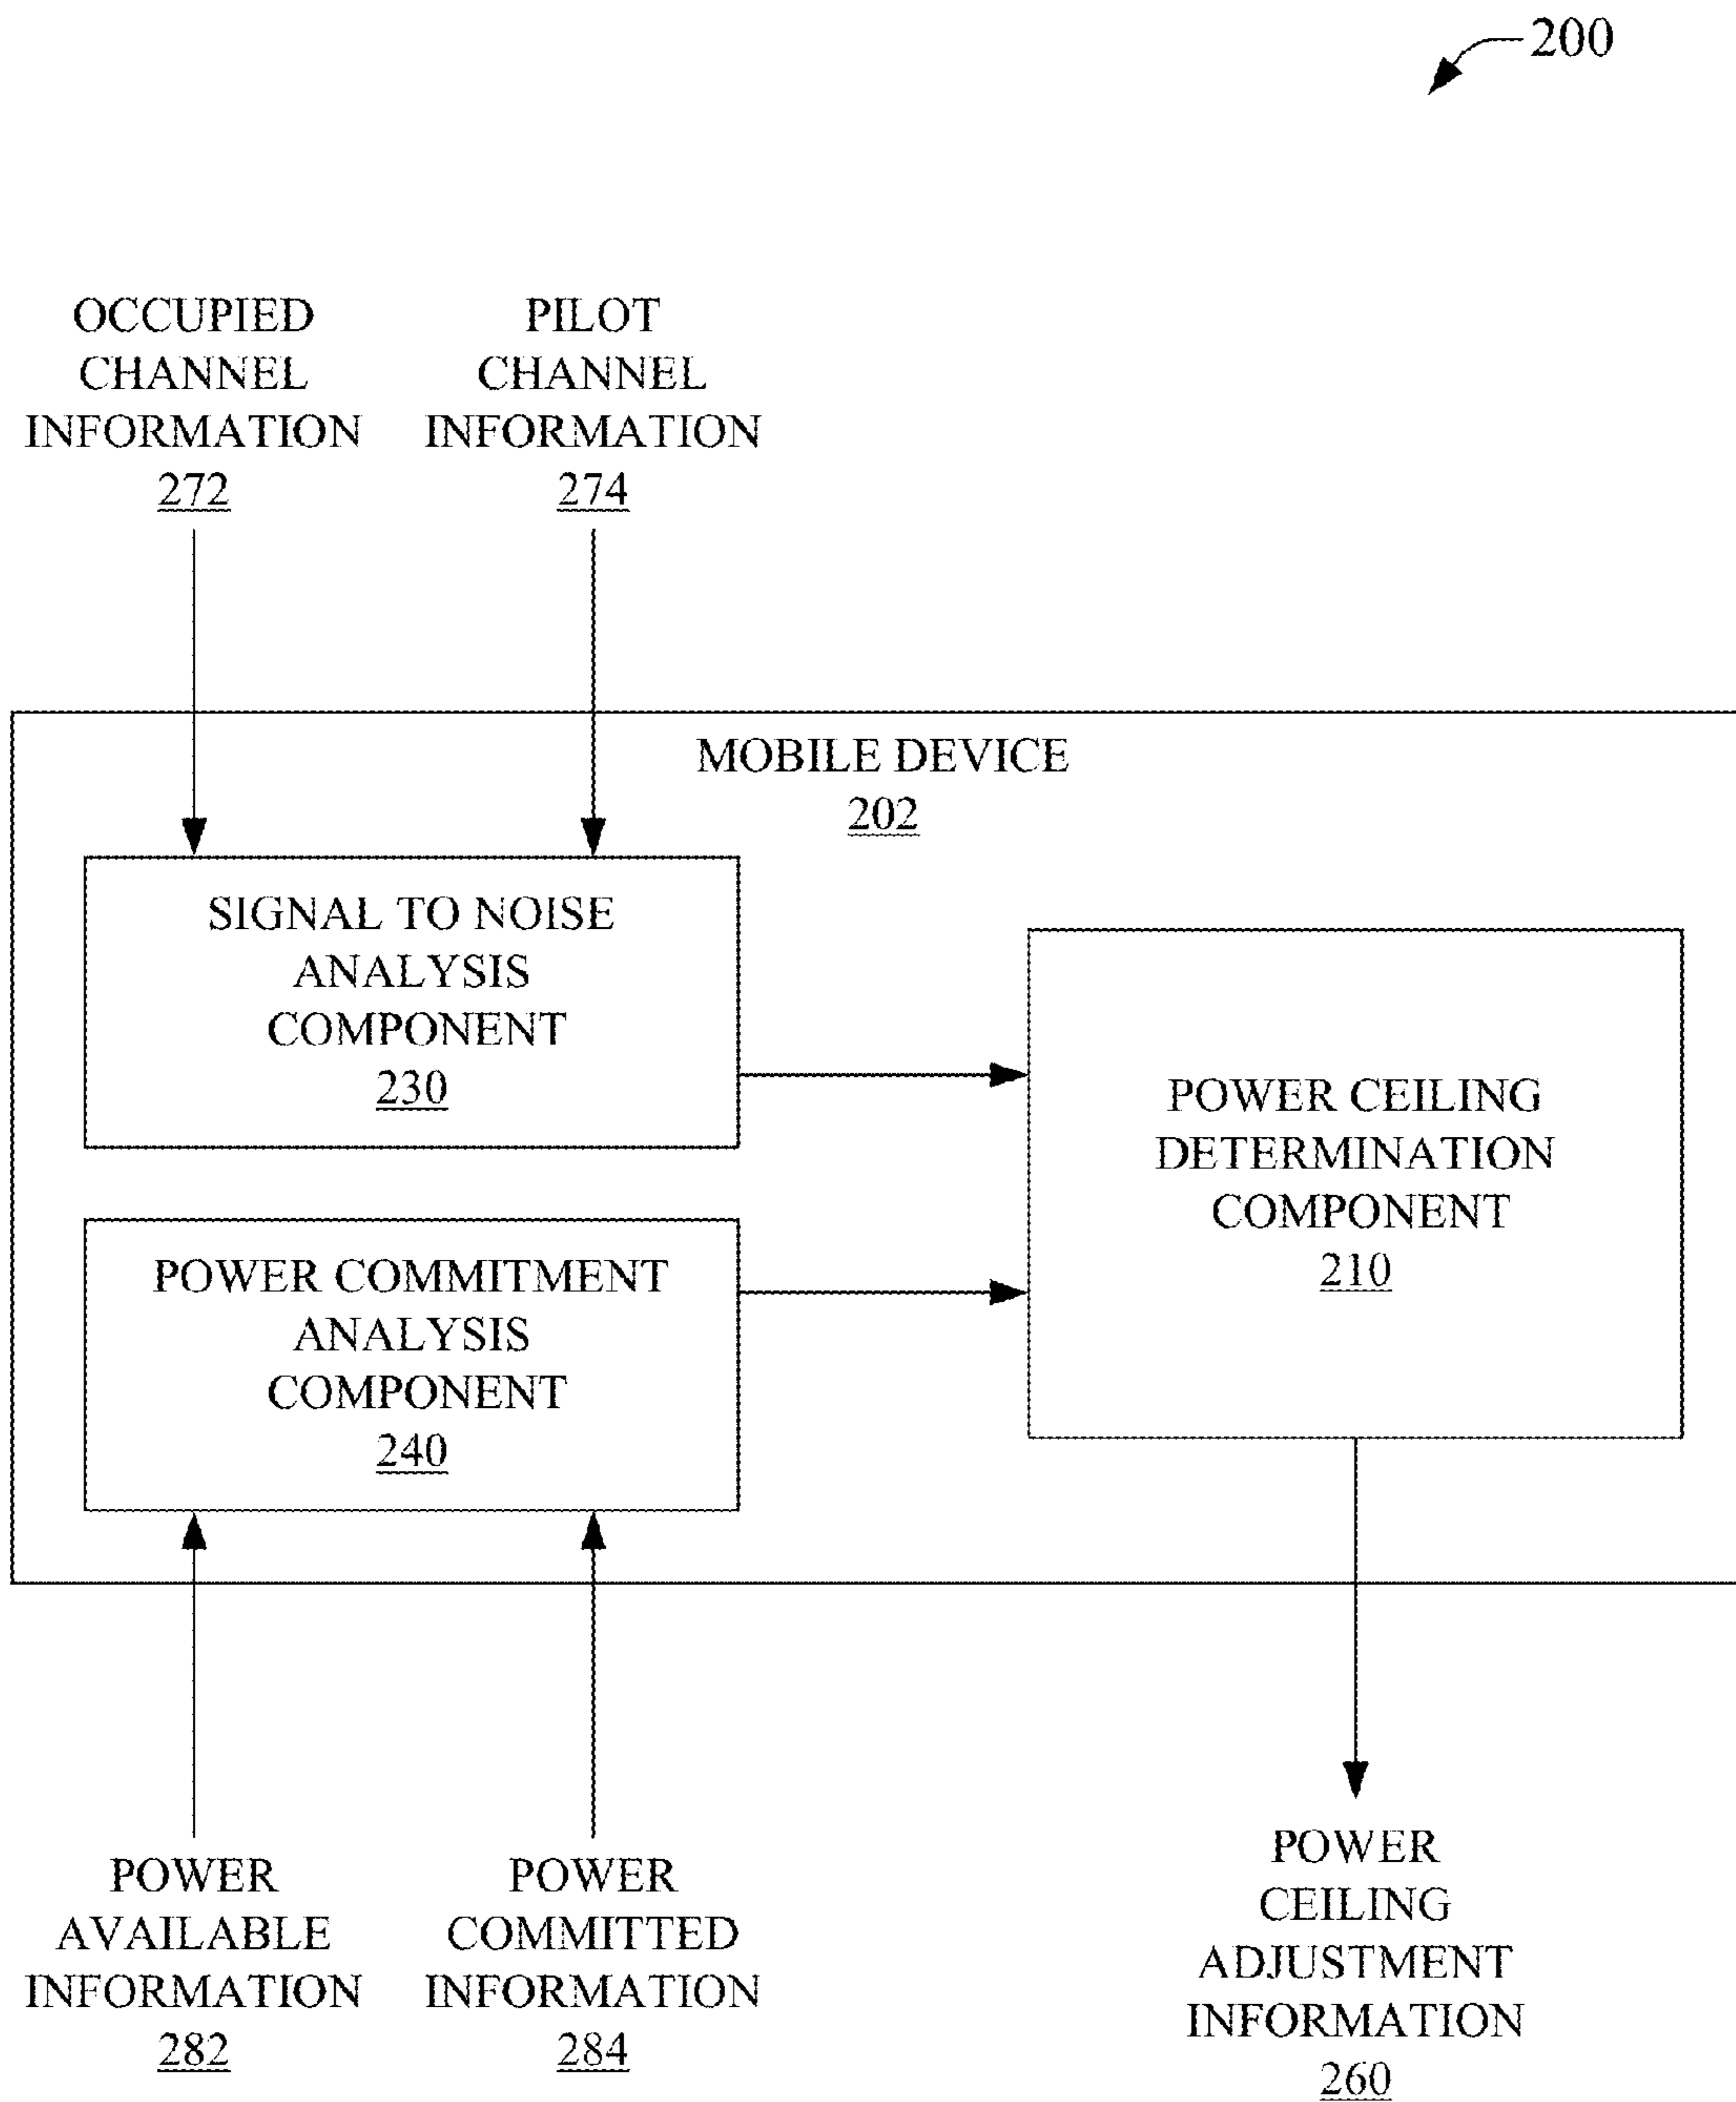 200
OCCUPIED
CHANNEL
INFORMATION
272
PILOT
CHANNEL
INFORMATION
274
MOBILE DEVICE
202
SIGNAL TO NOISE
ANALYSIS
COMPONENT
230
POWER CEILING
DETERMINATION
COMPONENT
210
POWER COMMITMENT
ANALYSIS
COMPONENT
240
POWER
AVAILABLE
INFORMATION
282
POWER
COMMITTED
INFORMATION
284
POWER
CEILING
ADJUSTMENT
INFORMATION
260